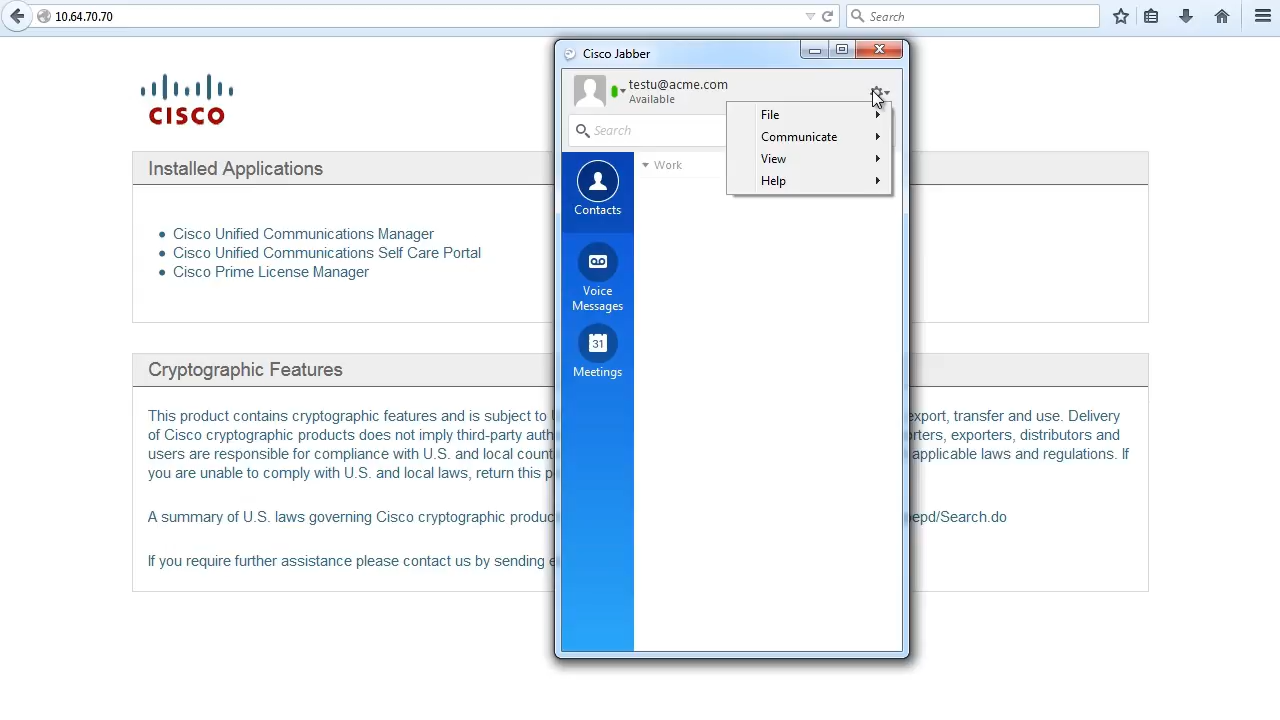 10.64.70.70
Search
CISCO
Installed Applications
Cisco Unified Communications Manager
Cisco Unified Communications Self Care Portal
Cisco Prime License Manager
Cryptographic Features
This product contains cryptographic features and is subject to export, transfer and use. Delivery
of Cisco cryptographic products does not imply third-party exporters, distributors and
users are responsible for compliance with U.S. and local applicable laws and regulations. If
you are unable to comply with U.S. and local laws, return this
A summary of U.S. laws governing Cisco cryptographic /Search.do
If you require further assistance please contact us by sending
Cisco Jabber
testu@acme.com
Available
Search
File
Communicate
View
Help
Work
Contacts
Voice
Messages
31
Meetings